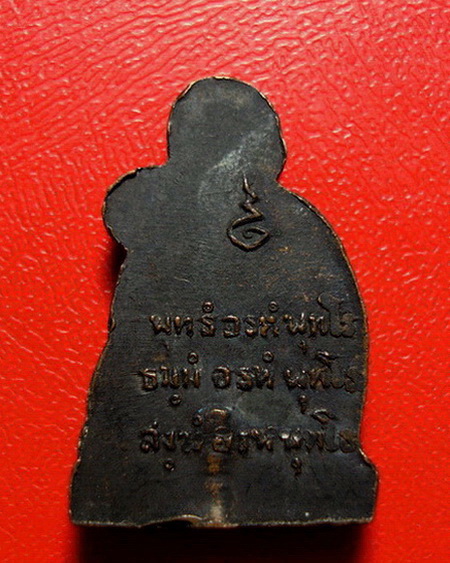 พุทธํ อรหํ พุทโธ
ธมฺมํ อรหํ พุทโธ
สงฺฆํ อรหํ พุทโธ